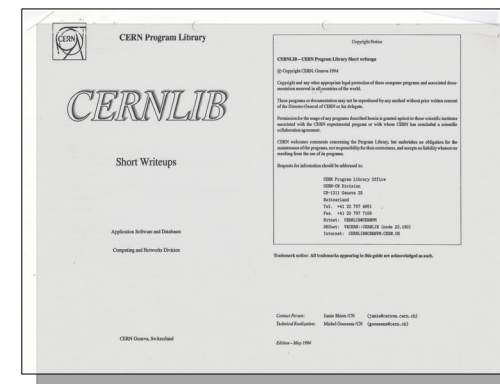 CERN
CERN Program Library
CERNLIB
Short Writeups
Application Software and Databases
Computing and Networks Division
CERN Geneva, Switzerland
Copyright Notice
CERNLIB – CERN Program Library Short writeups
© Copyright CERN, Geneva 1994
Copyright and any other appropriate legal protection of these computer programs and associated docu-
mentation reserved in all countries of the world.
These programs or documentation may not be reproduced by any method without prior written consent
of the Director-General of CERN or his delegate.
Permission for the usage of any programs described herein is granted apriori to those scientific institutes
associated with the CERN experimental program or with whom CERN has concluded a scientific
collaboration agreement.
CERN welcomes comments concerning the Program Library, but undertakes no obligation for the
maintenance of the programs, nor responsibility for their correctness, and accepts no liability whatsoever
resulting from the use of its programs.
Requests for information should be addressed to:
CERN Program Library Office
CERN-CN Division
CH-1211 Geneva 23
Switzerland
Tel. +41 22 767 4951
Fax. +41 22 767 7155
Bitnet: CERNLIB@CERNVM
DECnet: VXCERN::CERNLIB (node 22.190)
Internet: CERNLIB@CERNVM.CERN.CH
Trademark notice: All trademarks appearing in this guide are acknowledged as such.
Contact Person: Jamie Shiers /CN (jamie@cernvm.cern.ch)
Technical Realization: Michel Goossens /CN (goossens@cern.ch)
Edition – May 1994